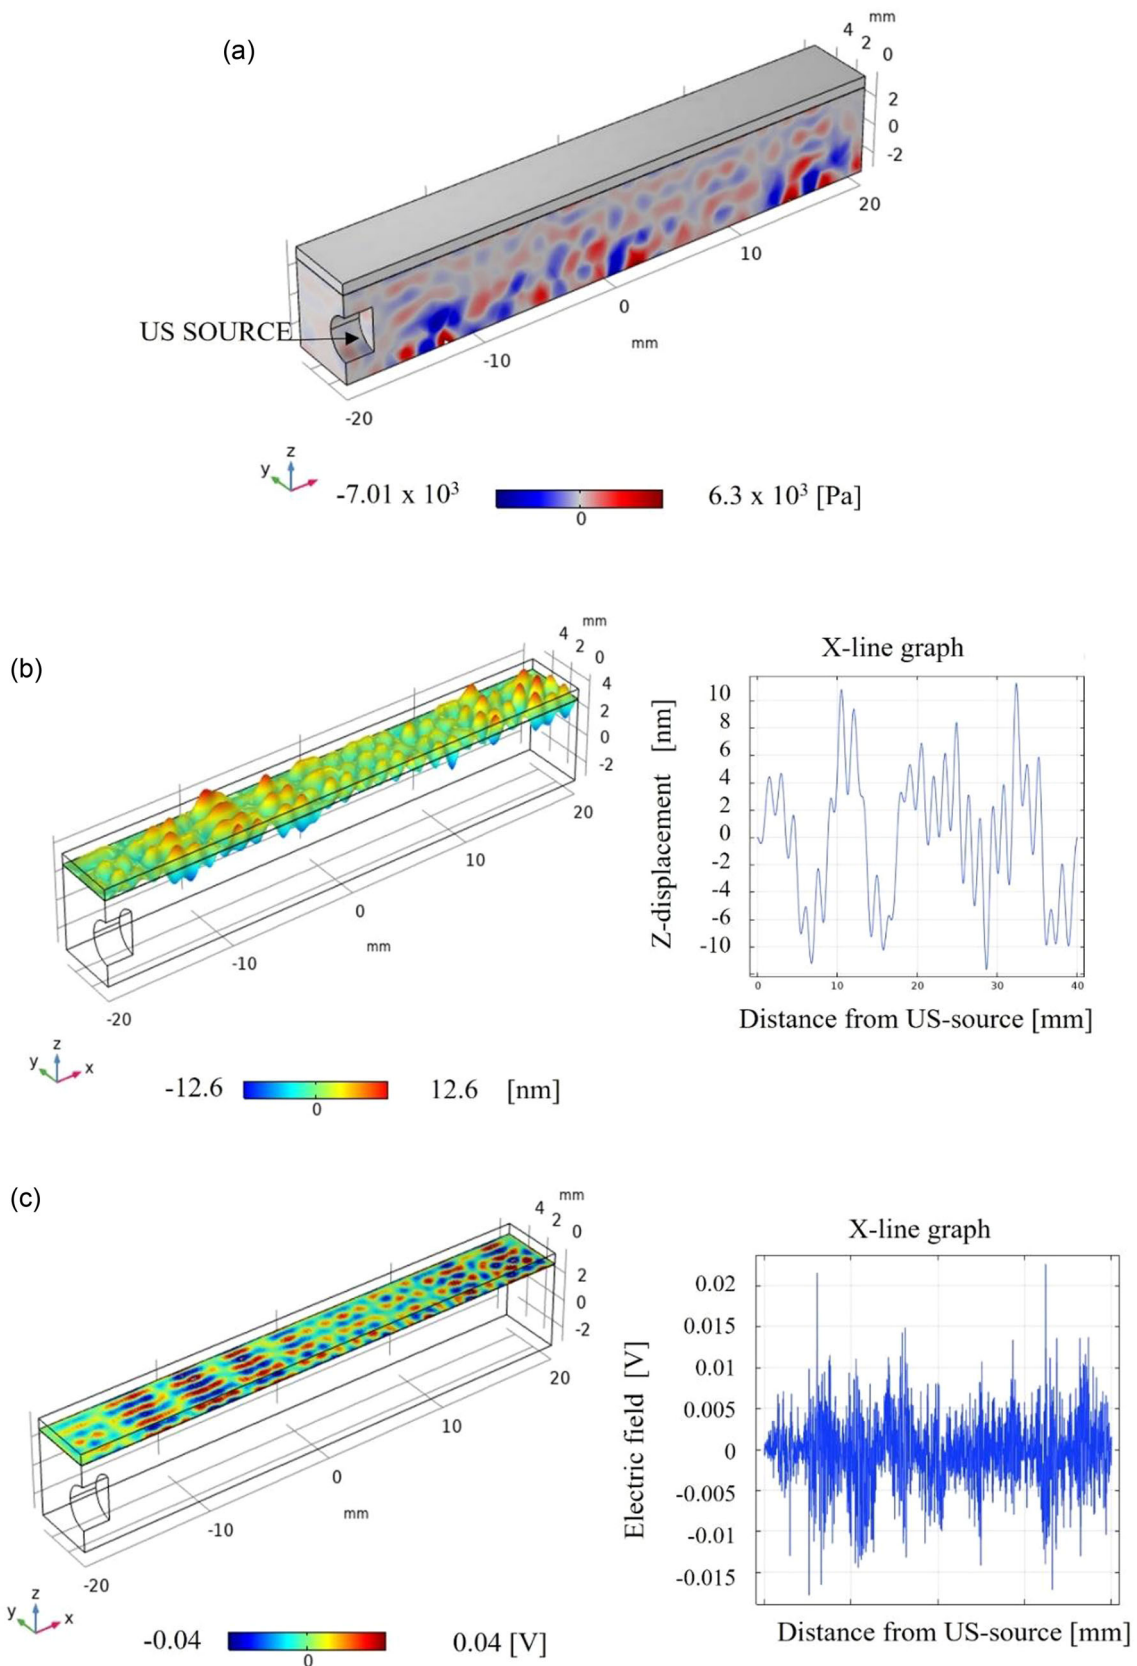 (a)
mm
4
2
0
2
0
-2
20
10
0
mm
-10
-20
US SOURCE
z
y
-7.01 x 10³
6.3 x 10³ [Pa]
0
(b)
mm
4
2
0
4
2
0
-2
20
10
0
mm
-10
-20
z
y
x
-12.6
12.6 [nm]
0
X-line graph
Z-displacement [nm]
10
8
6
4
2
0
-2
-4
-6
-10
0 10 20 30 40
Distance from US-source [mm]
(c)
mm
4
2
0
2
0
-2
20
10
0
mm
-10
-20
z
y
x
-0.04
0.04 [V]
0
X-line graph
Electric field [V]
0.02
0.015
0.01
0.005
0
-0.005
-0.01
-0.015
Distance from US-source [mm]